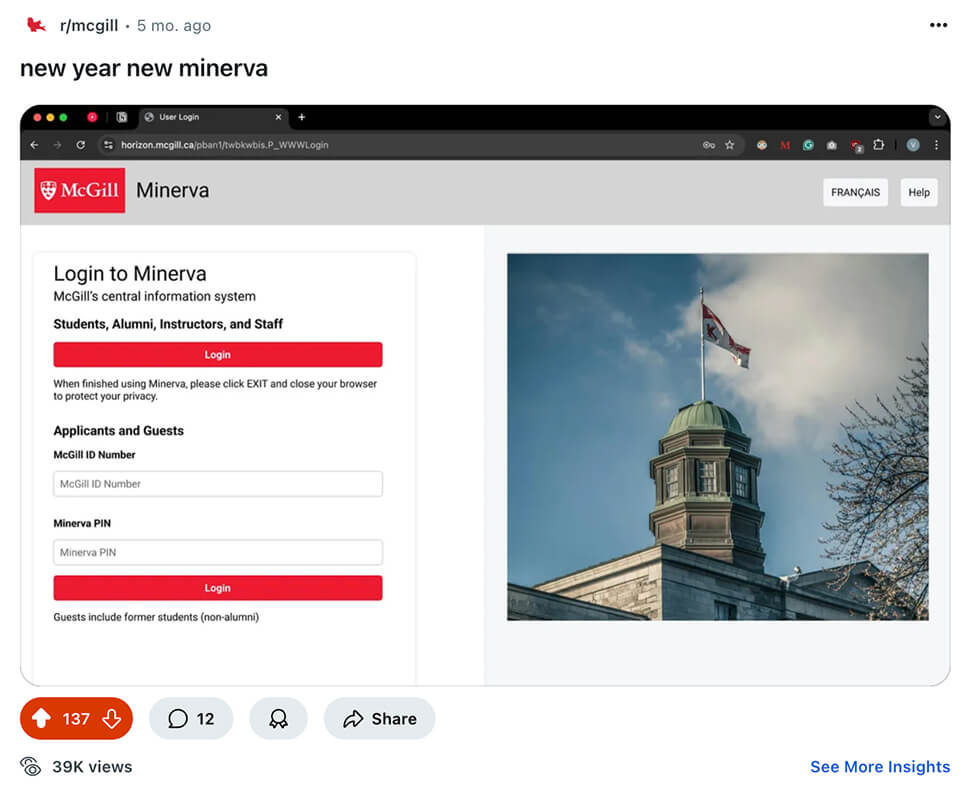 r/mcgill • 5 mo. ago
new year new minerva
User Login
horizon.mcgill.ca/pban1/twbkwbis.P_WWWLogin
McGill Minerva
FRANÇAIS Help
Login to Minerva
McGill's central information system
Students, Alumni, Instructors, and Staff
Login
When finished using Minerva, please click EXIT and close your browser
to protect your privacy.
Applicants and Guests
McGill ID Number
McGill ID Number
Minerva PIN
Minerva PIN
Login
Guests include former students (non-alumni)
137 12 Share
39K views
See More Insights